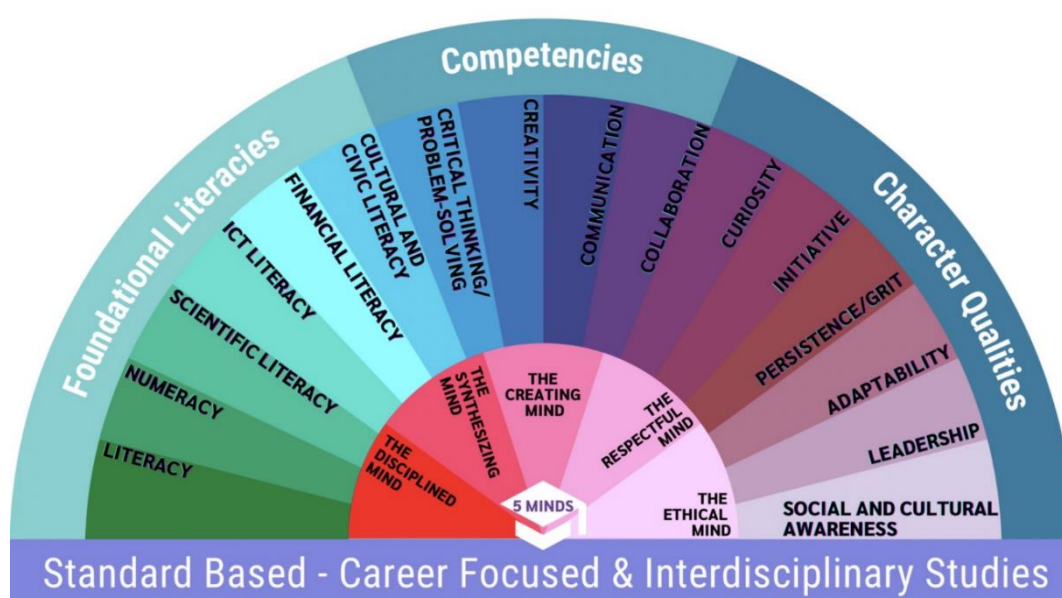 Foundational Literacies
Competencies
Character Qualities
LITERACY
NUMERACY
SCIENTIFIC LITERACY
ICT LITERACY
FINANCIAL LITERACY
CULTURAL AND
CIVIC LITERACY
CRITICAL THINKING/
PROBLEM-SOLVING
CREATIVITY
COMMUNICATION
COLLABORATION
CURIOSITY
INITIATIVE
PERSISTENCE/GRIT
ADAPTABILITY
LEADERSHIP
SOCIAL AND CULTURAL
AWARENESS
THE
DISCIPLINED
MIND
THE
SYNTHESIZING
MIND
THE
CREATING
MIND
THE
RESPECTFUL
MIND
THE
ETHICAL
MIND
5 MINDS
Standard Based - Career Focused & Interdisciplinary Studies